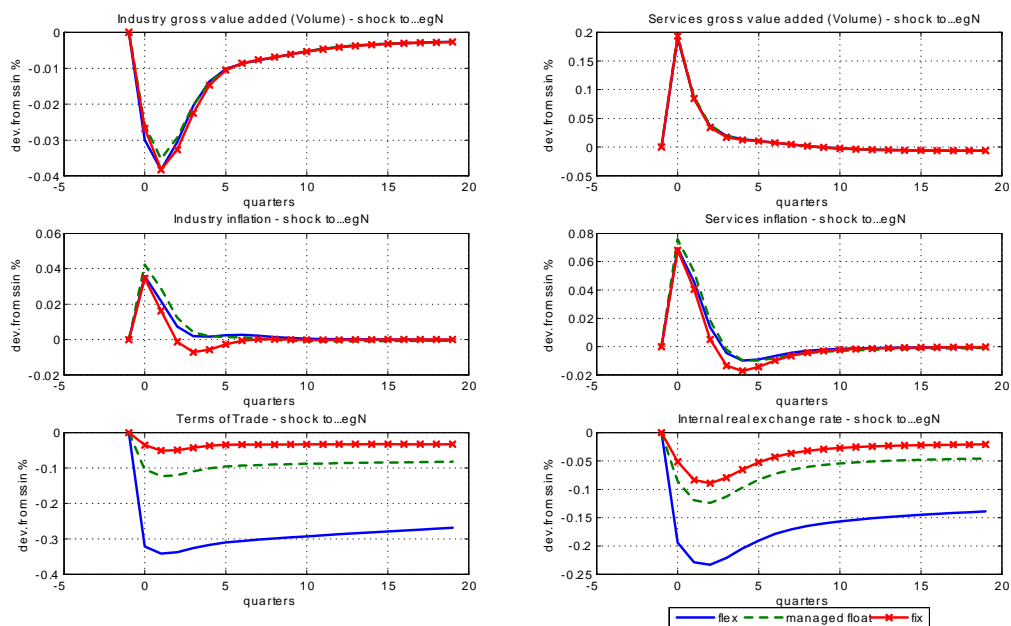 Industry gross value added (Volume) - shock to...egN
0
-0.01
-0.02
-0.03
-0.04
-5 0 5 10 15 20
quarters
dev.from ss in %
Services gross value added (Volume) - shock to...egN
0.2
0.15
0.1
0.05
0
-0.05
-5 0 5 10 15 20
quarters
dev.from ss in %
Industry inflation - shock to...egN
0.06
0.04
0.02
0
-0.02
-5 0 5 10 15 20
quarters
dev.from ss in %
Services inflation - shock to...egN
0.08
0.06
0.04
0.02
0
-0.02
-5 0 5 10 15 20
quarters
dev.from ss in %
Terms of Trade - shock to...egN
0
-0.1
-0.2
-0.3
-0.4
-5 0 5 10 15 20
quarters
dev.from ss in %
Internal real exchange rate - shock to...egN
0
-0.05
-0.1
-0.15
-0.2
-0.25
-5 0 5 10 15 20
quarters
dev.from ss in %
flex managed float fix